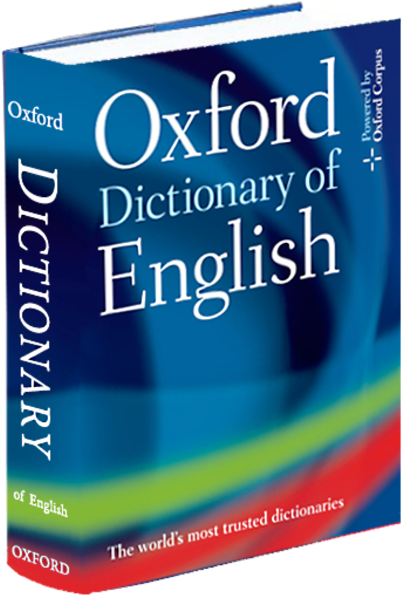 Oxford
DICTIONARY
of English
OXFORD
Oxford
Dictionary of
English
Powered by
Oxford Corpus
The world's most trusted dictionaries